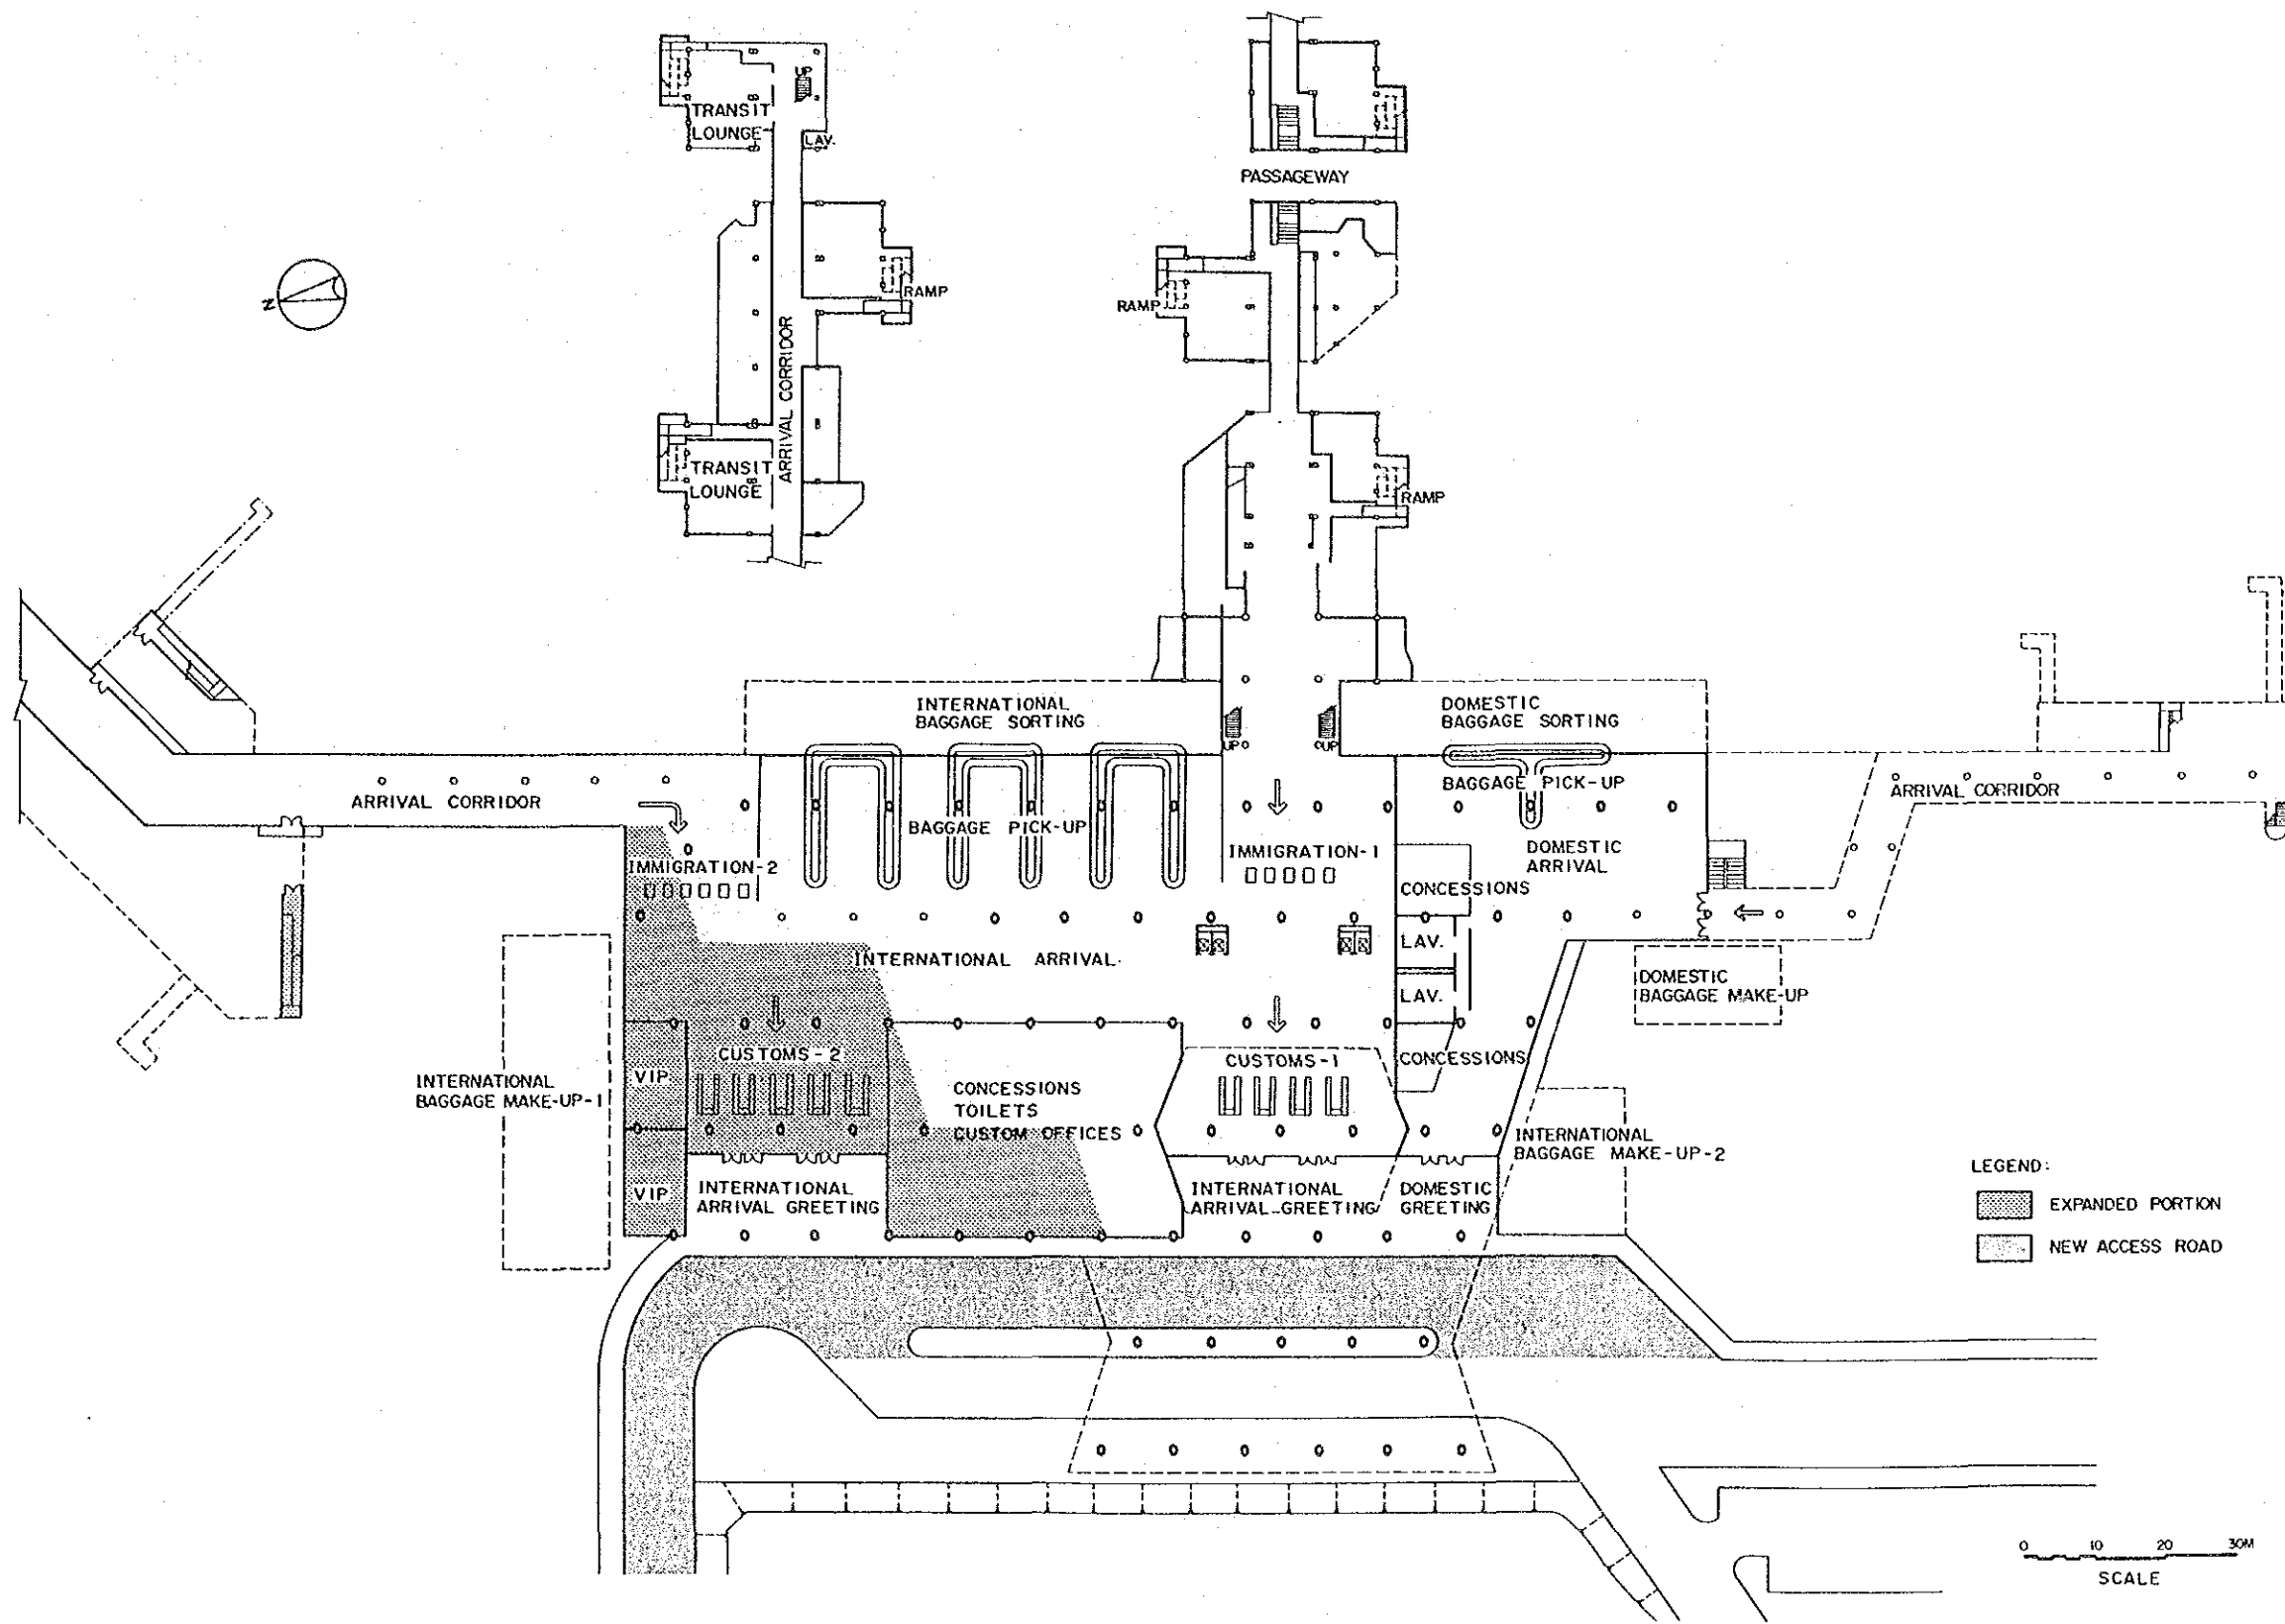 UP
TRANSIT
LOUNGE
LAV.
PASSAGEWAY
N
RAMP
RAMP
ARRIVAL CORRIDOR
TRANSIT
LOUNGE
RAMP
INTERNATIONAL
BAGGAGE SORTING
DOMESTIC
BAGGAGE SORTING
UP
UP
ARRIVAL CORRIDOR
BAGGAGE PICK-UP
BAGGAGE PICK-UP
ARRIVAL CORRIDOR
IMMIGRATION-2
IMMIGRATION-1
DOMESTIC
ARRIVAL
CONCESSIONS
INTERNATIONAL ARRIVAL
LAV.
LAV.
DOMESTIC
BAGGAGE MAKE-UP
CUSTOMS-2
CUSTOMS-1
CONCESSIONS
INTERNATIONAL
BAGGAGE MAKE-UP-1
VIP
CONCESSIONS
TOILETS
CUSTOM OFFICES
INTERNATIONAL
BAGGAGE MAKE-UP-2
VIP
INTERNATIONAL
ARRIVAL GREETING
INTERNATIONAL
ARRIVAL GREETING
DOMESTIC
GREETING
LEGEND:
EXPANDED PORTION
NEW ACCESS ROAD
0 10 20 30M
SCALE